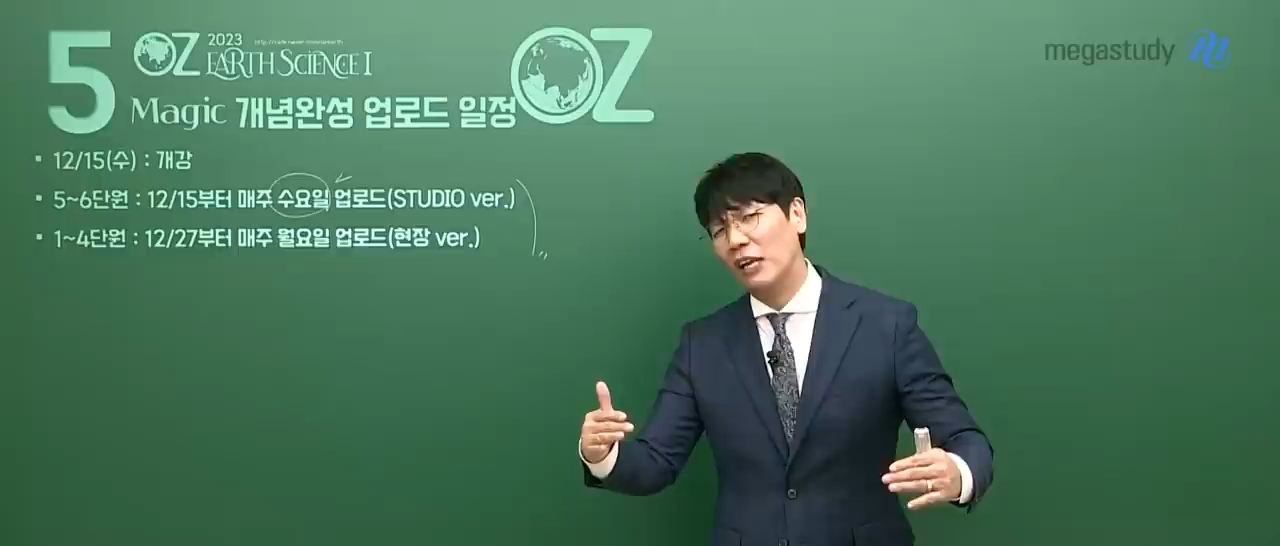 5 OZ 2023 EARTH SCIENCE I OZ
Magic 개념완성 업로드 일정
▪ 12/15(수) : 개강
▪ 5~6단원 : 12/15부터 매주 수요일 업로드(STUDIO ver.)
▪ 1~4단원 : 12/27부터 매주 월요일 업로드(현장 ver.)
megastudy